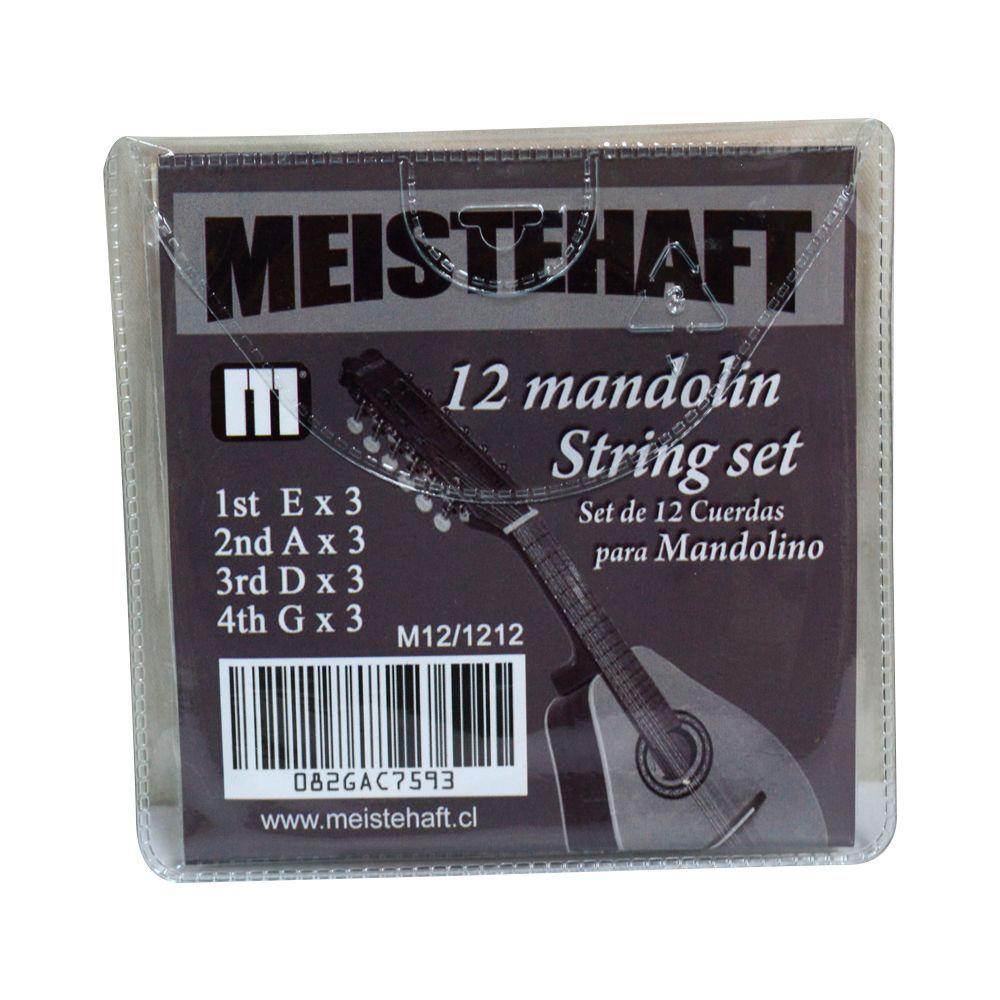 MEISTEHAFT
m®
12 mandolin
String set
Set de 12 Cuerdas
para Mandolino
1st E x 3
2nd A x 3
3rd D x 3
4th G x 3
M12/1212
082GAC7593
www.meistehaft.cl